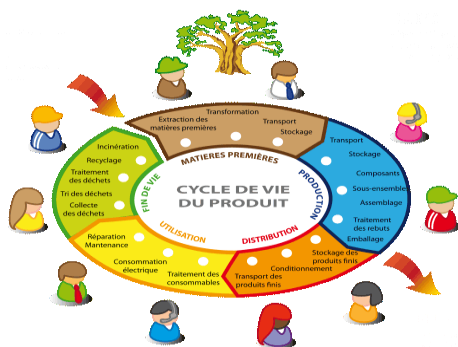 Transformation
Extraction des
matières premières
Transport
Stockage
MATIERES PREMIÈRES
Transport
Stockage
Composants
Sous-ensemble
Assemblage
Traitement
des rebuts
Emballage
PRODUCTION
Stockage des
produits finis
Conditionnement
Transport des
produits finis
DISTRIBUTION
Traitement des
consommables
Consommation
électrique
Réparation
Maintenance
UTILISATION
Collecte
des déchets
Tri des déchets
Traitement
des déchets
Recyclage
Incinération
FIN DE VIE
CYCLE DE VIE
DU PRODUIT